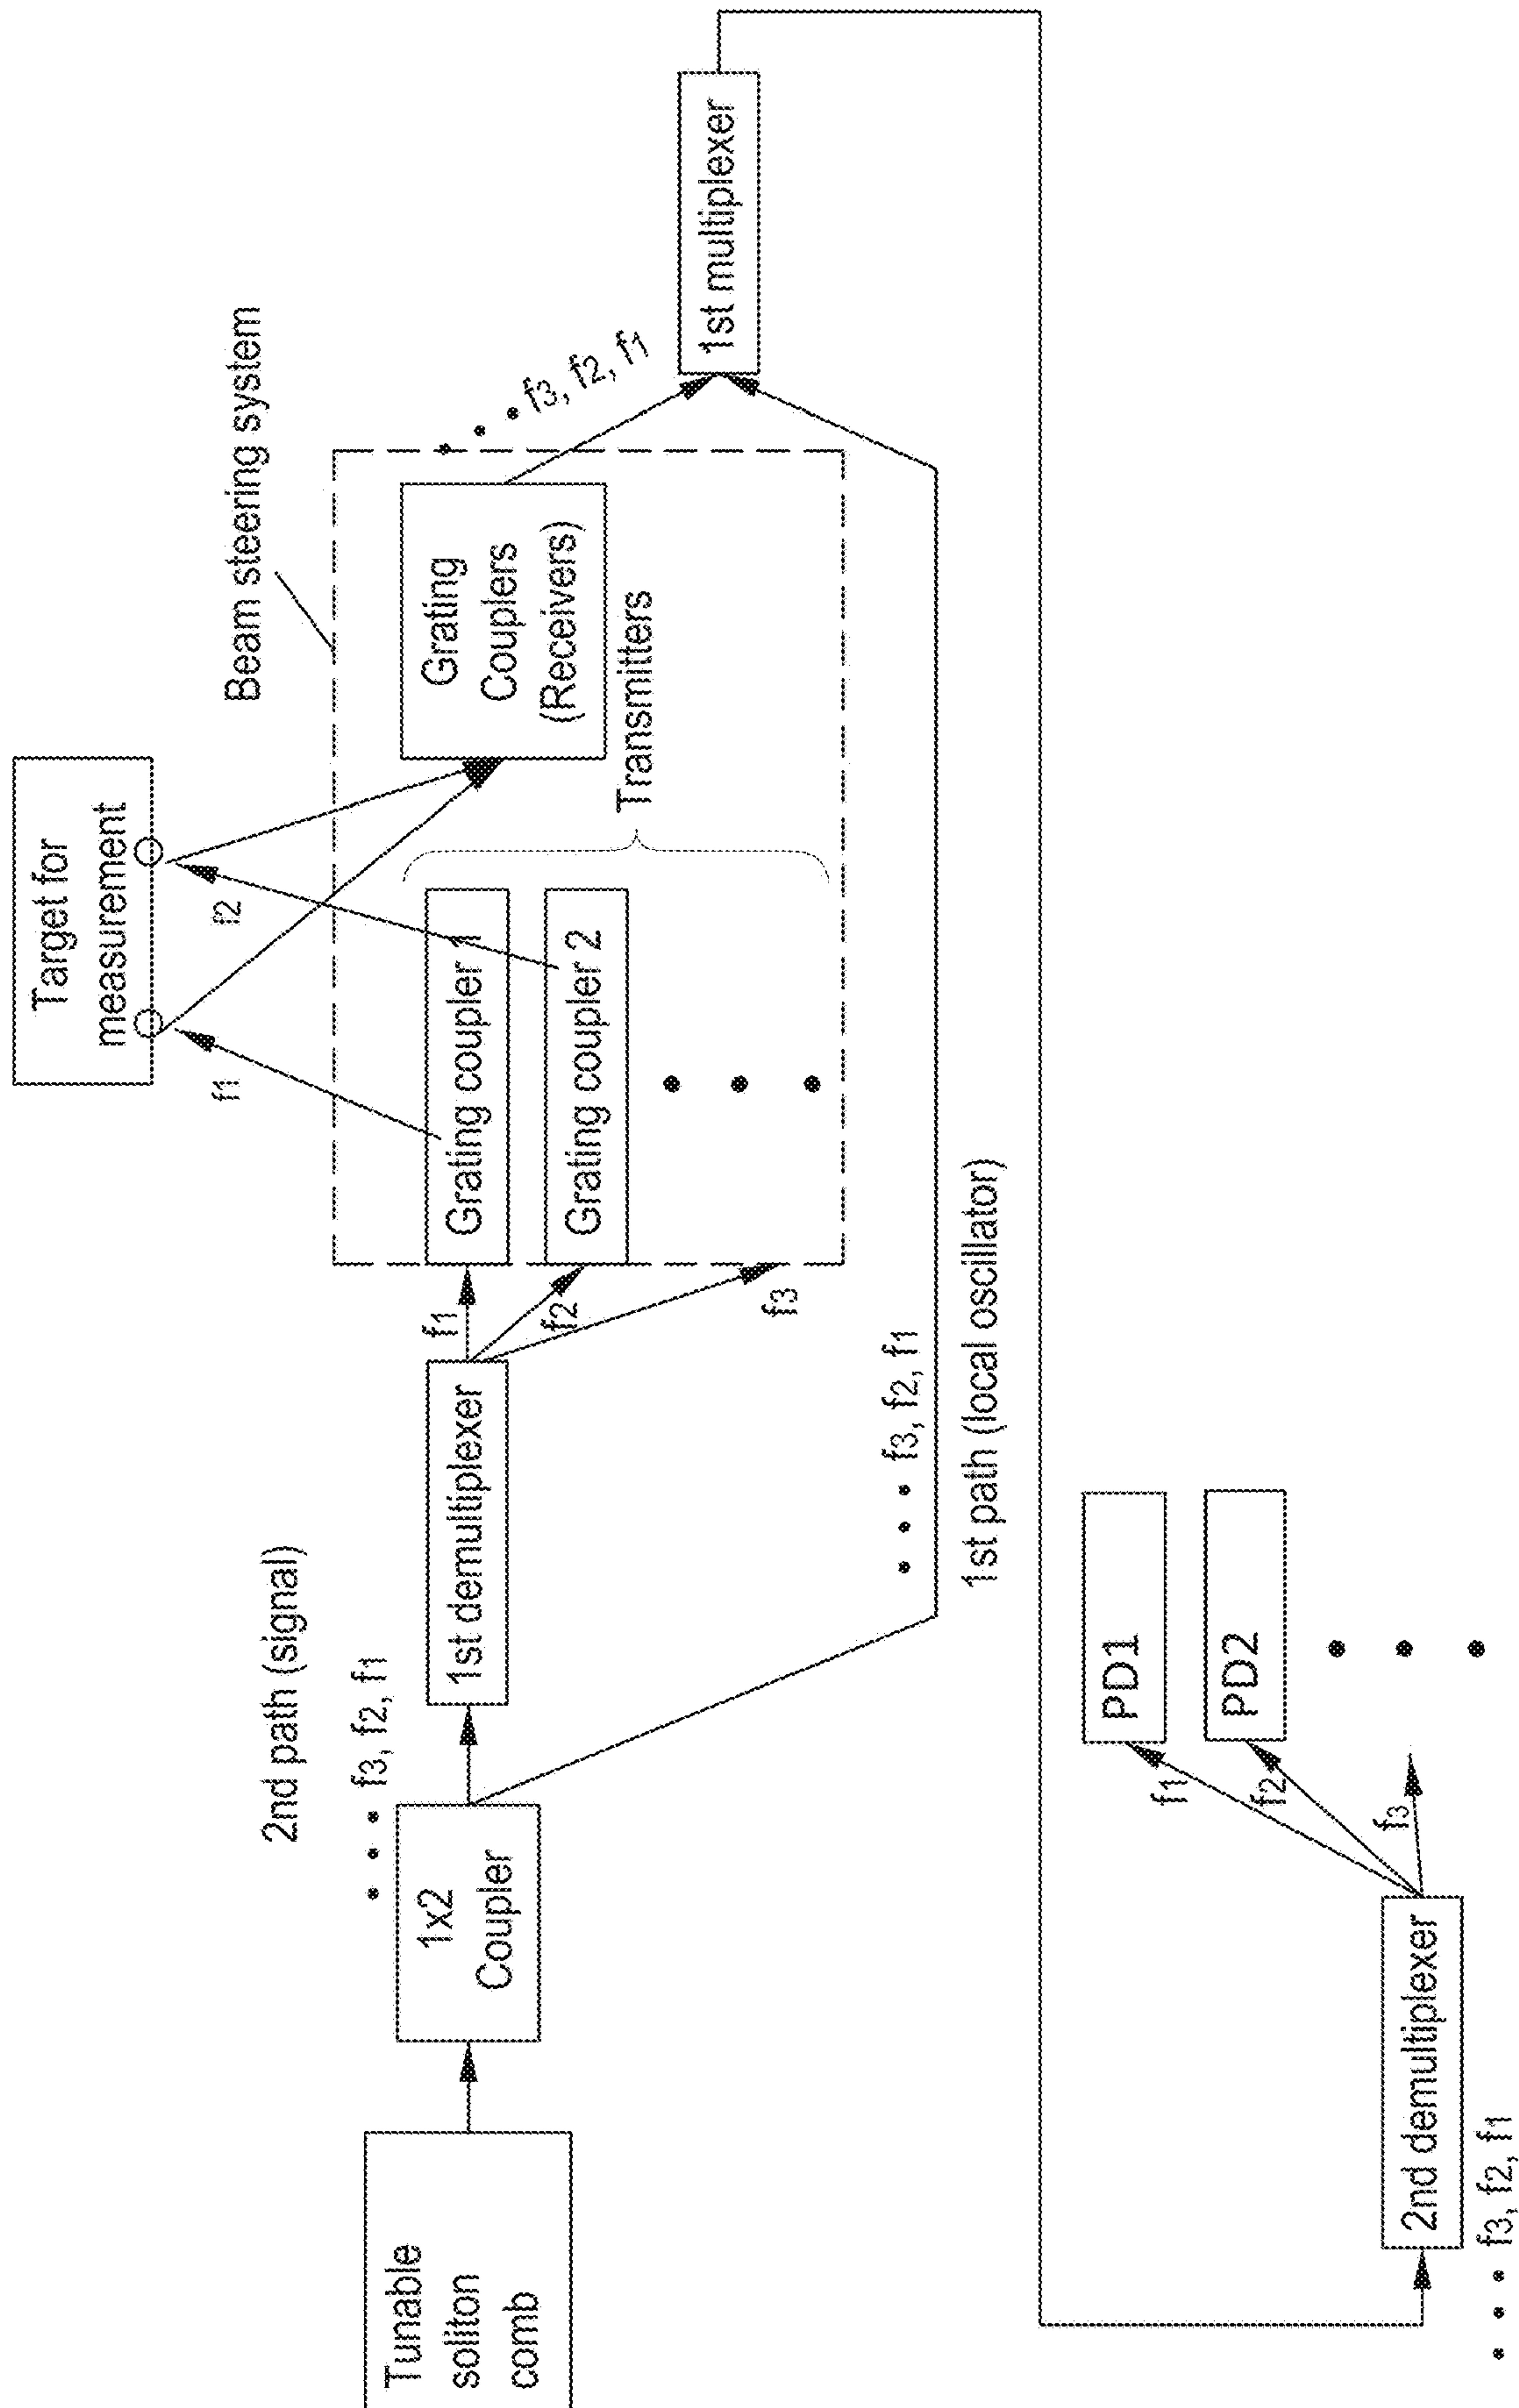 Tunable
soliton
comb
1x2
Coupler
2nd path (signal)
• • • f3, f2, f1
1st demultiplexer
f1
f2
f3
Target for
measurement
f1
f2
Beam steering system
Grating coupler 1
Grating coupler 2
• • •
Transmitters
Grating
Couplers
(Receivers)
• • • f3, f2, f1
1st multiplexer
• • • f3, f2, f1
1st path (local oscillator)
• • • f3, f2, f1
2nd demultiplexer
f1
f2
f3
PD1
PD2
• • •